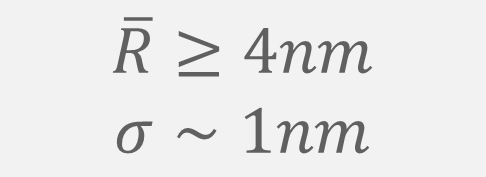 R̄ ≥ 4nm
σ ~ 1nm